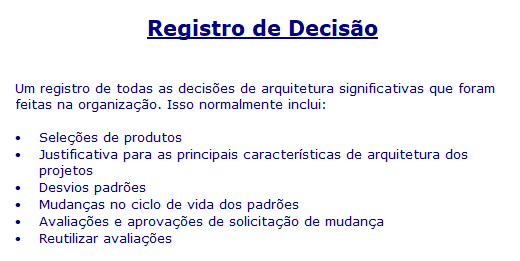 Registro de Decisão
Um registro de todas as decisões de arquitetura significativas que foram
feitas na organização. Isso normalmente inclui:
• Seleções de produtos
• Justificativa para as principais características de arquitetura dos
projetos
• Desvios padrões
• Mudanças no ciclo de vida dos padrões
• Avaliações e aprovações de solicitação de mudança
• Reutilizar avaliações